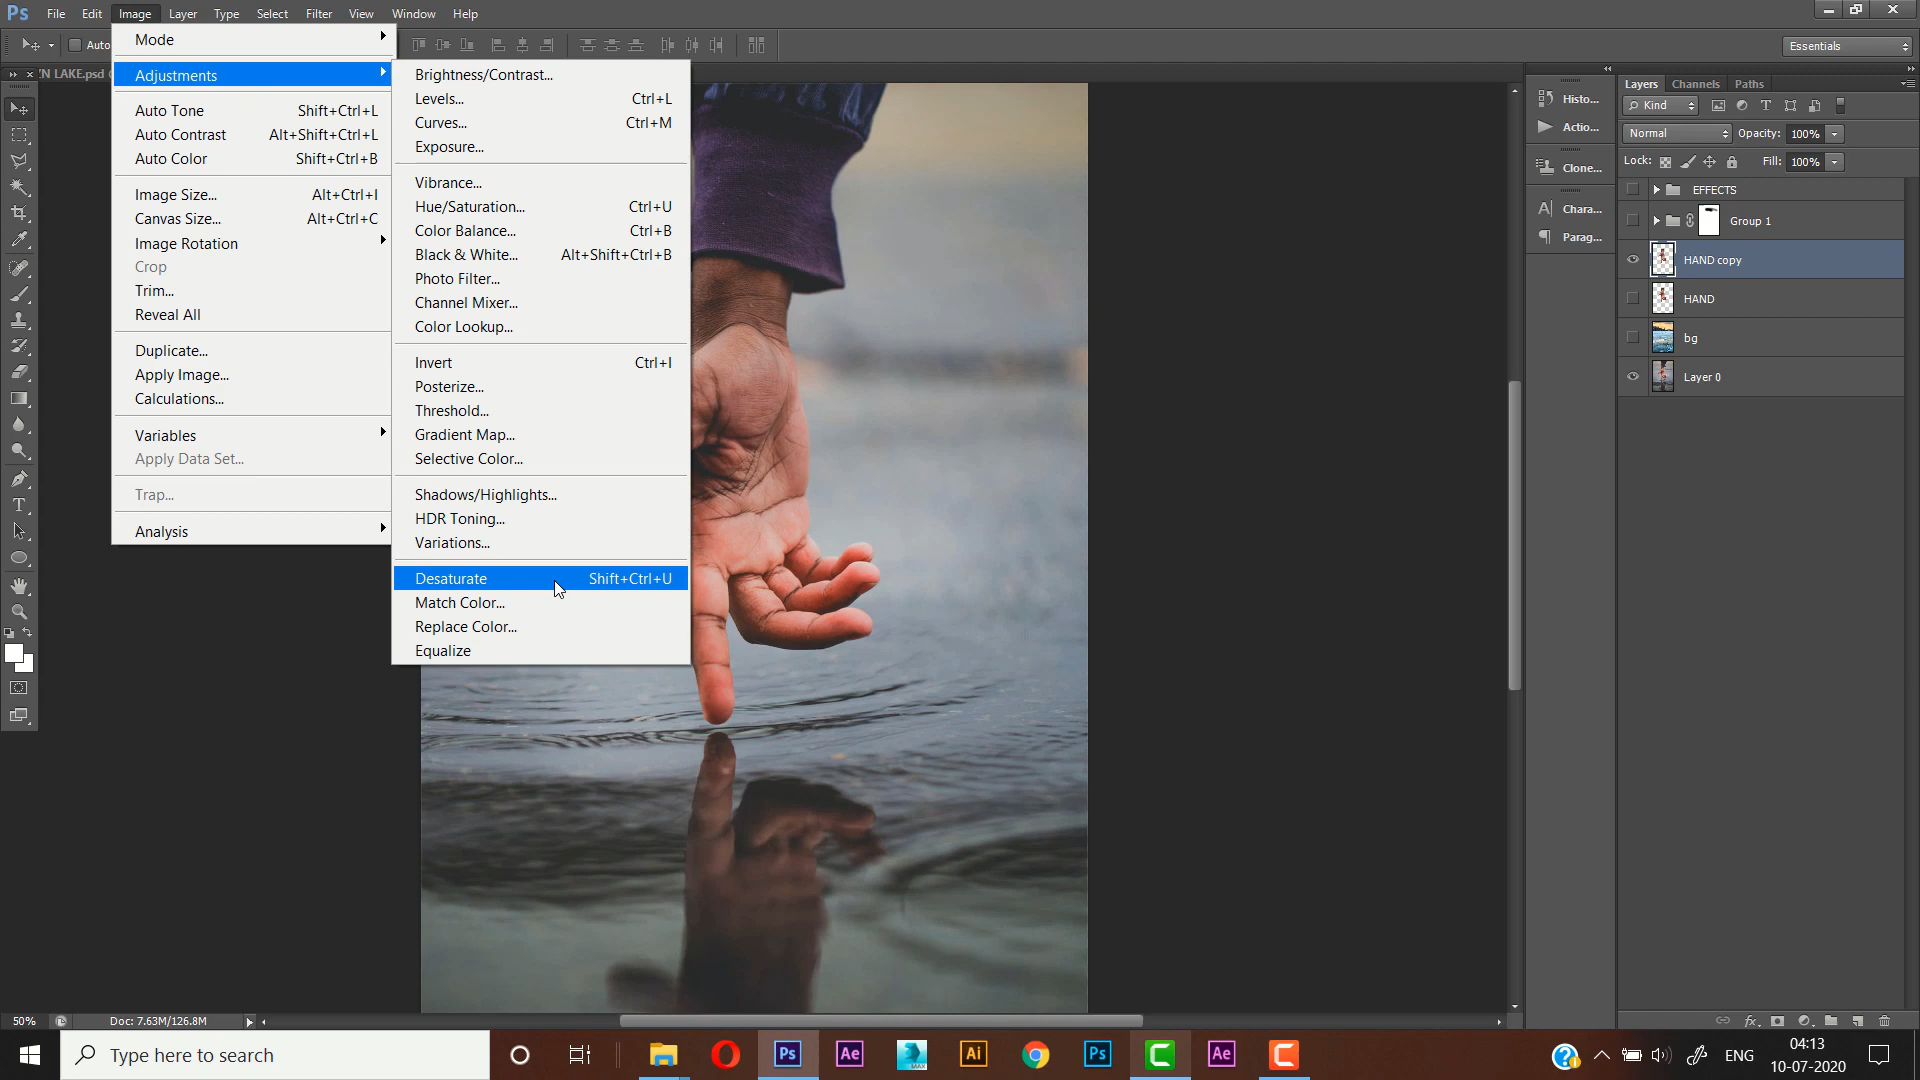 Ps File Edit Image Layer Type Select Filter View Window Help
Auto
Essentials
'N LAKE.psd
Mode
Adjustments
Auto Tone Shift+Ctrl+L
Auto Contrast Alt+Shift+Ctrl+L
Auto Color Shift+Ctrl+B
Image Size... Alt+Ctrl+I
Canvas Size... Alt+Ctrl+C
Image Rotation
Crop
Trim...
Reveal All
Duplicate...
Apply Image...
Calculations...
Variables
Apply Data Set...
Trap...
Analysis
Brightness/Contrast...
Levels... Ctrl+L
Curves... Ctrl+M
Exposure...
Vibrance...
Hue/Saturation... Ctrl+U
Color Balance... Ctrl+B
Black & White... Alt+Shift+Ctrl+B
Photo Filter...
Channel Mixer...
Color Lookup...
Invert Ctrl+I
Posterize...
Threshold...
Gradient Map...
Selective Color...
Shadows/Highlights...
HDR Toning...
Variations...
Desaturate Shift+Ctrl+U
Match Color...
Replace Color...
Equalize
Histo...
Actio...
Clone...
Chara...
Parag...
Layers Channels Paths
Kind
Normal Opacity: 100%
Lock: Fill: 100%
EFFECTS
Group 1
HAND copy
HAND
bg
Layer 0
50% Doc: 7.63M/126.8M
Type here to search
Ps Ae Ai Ps Ae
ENG
04:13
10-07-2020